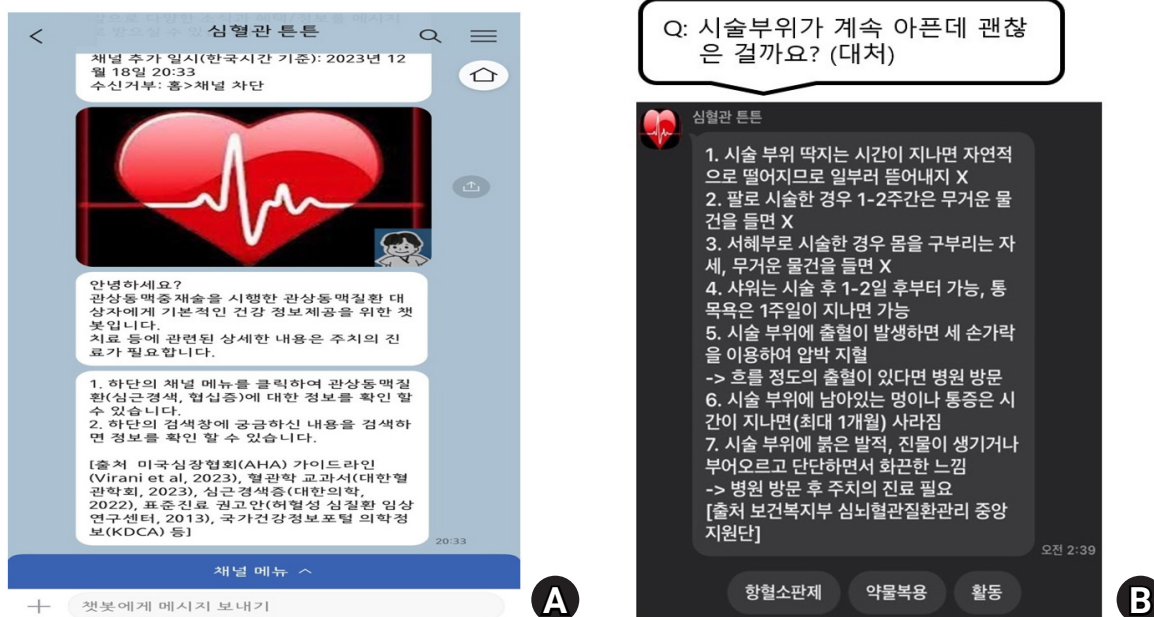 심혈관 튼튼
채널 추가 일시(한국시간 기준): 2023년 12
월 18일 20:33
수신거부: 홈>채널 차단
안녕하세요?
관상동맥중재술을 시행한 관상동맥질환 대
상자에게 기본적인 건강 정보제공을 위한 챗
봇입니다.
치료 등에 관련된 상세한 내용은 주치의 진
료가 필요합니다.
1. 하단의 채널 메뉴를 클릭하여 관상동맥질
환(심근경색, 협심증)에 대한 정보를 확인 할
수 있습니다.
2. 하단의 검색창에 궁금하신 내용을 검색하
면 정보를 확인 할 수 있습니다.
[출처 미국심장협회(AHA) 가이드라인
(Virani et al, 2023), 혈관학 교과서(대한혈
관학회, 2023), 심근경색증(대한의학,
2022), 표준진료 권고안(허혈성 심질환 임상
연구센터, 2013), 국가건강정보포털 의학정
보(KDCA) 등]
20:33
채널 메뉴
챗봇에게 메시지 보내기
A
Q: 시술부위가 계속 아픈데 괜찮
은 걸까요? (대처)
심혈관 튼튼
1. 시술 부위 딱지는 시간이 지나면 자연적
으로 떨어지므로 일부러 뜯어내지 X
2. 팔로 시술한 경우 1-2주간은 무거운 물
건을 들면 X
3. 서혜부로 시술한 경우 몸을 구부리는 자
세, 무거운 물건을 들면 X
4. 샤워는 시술 후 1-2일 후부터 가능, 통
목욕은 1주일이 지나면 가능
5. 시술 부위에 출혈이 발생하면 세 손가락
을 이용하여 압박 지혈
-> 흐를 정도의 출혈이 있다면 병원 방문
6. 시술 부위에 남아있는 멍이나 통증은 시
간이 지나면(최대 1개월) 사라짐
7. 시술 부위에 붉은 발적, 진물이 생기거나
부어오르고 단단하면서 화끈한 느낌
-> 병원 방문 후 주치의 진료 필요
[출처 보건복지부 심뇌혈관질환관리 중앙
지원단]
오전 2:39
항혈소판제
약물복용
활동
B